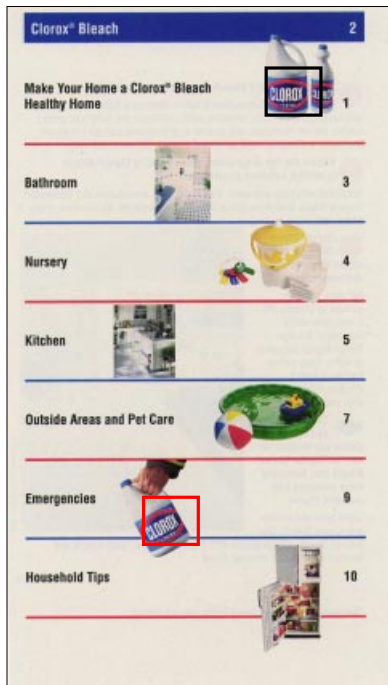 Clorox® Bleach 2
Make Your Home a Clorox® Bleach
Healthy Home 1
CLOROX
Bathroom 3
Nursery 4
Kitchen 5
Outside Areas and Pet Care 7
Emergencies 9
CLOROX
Household Tips 10